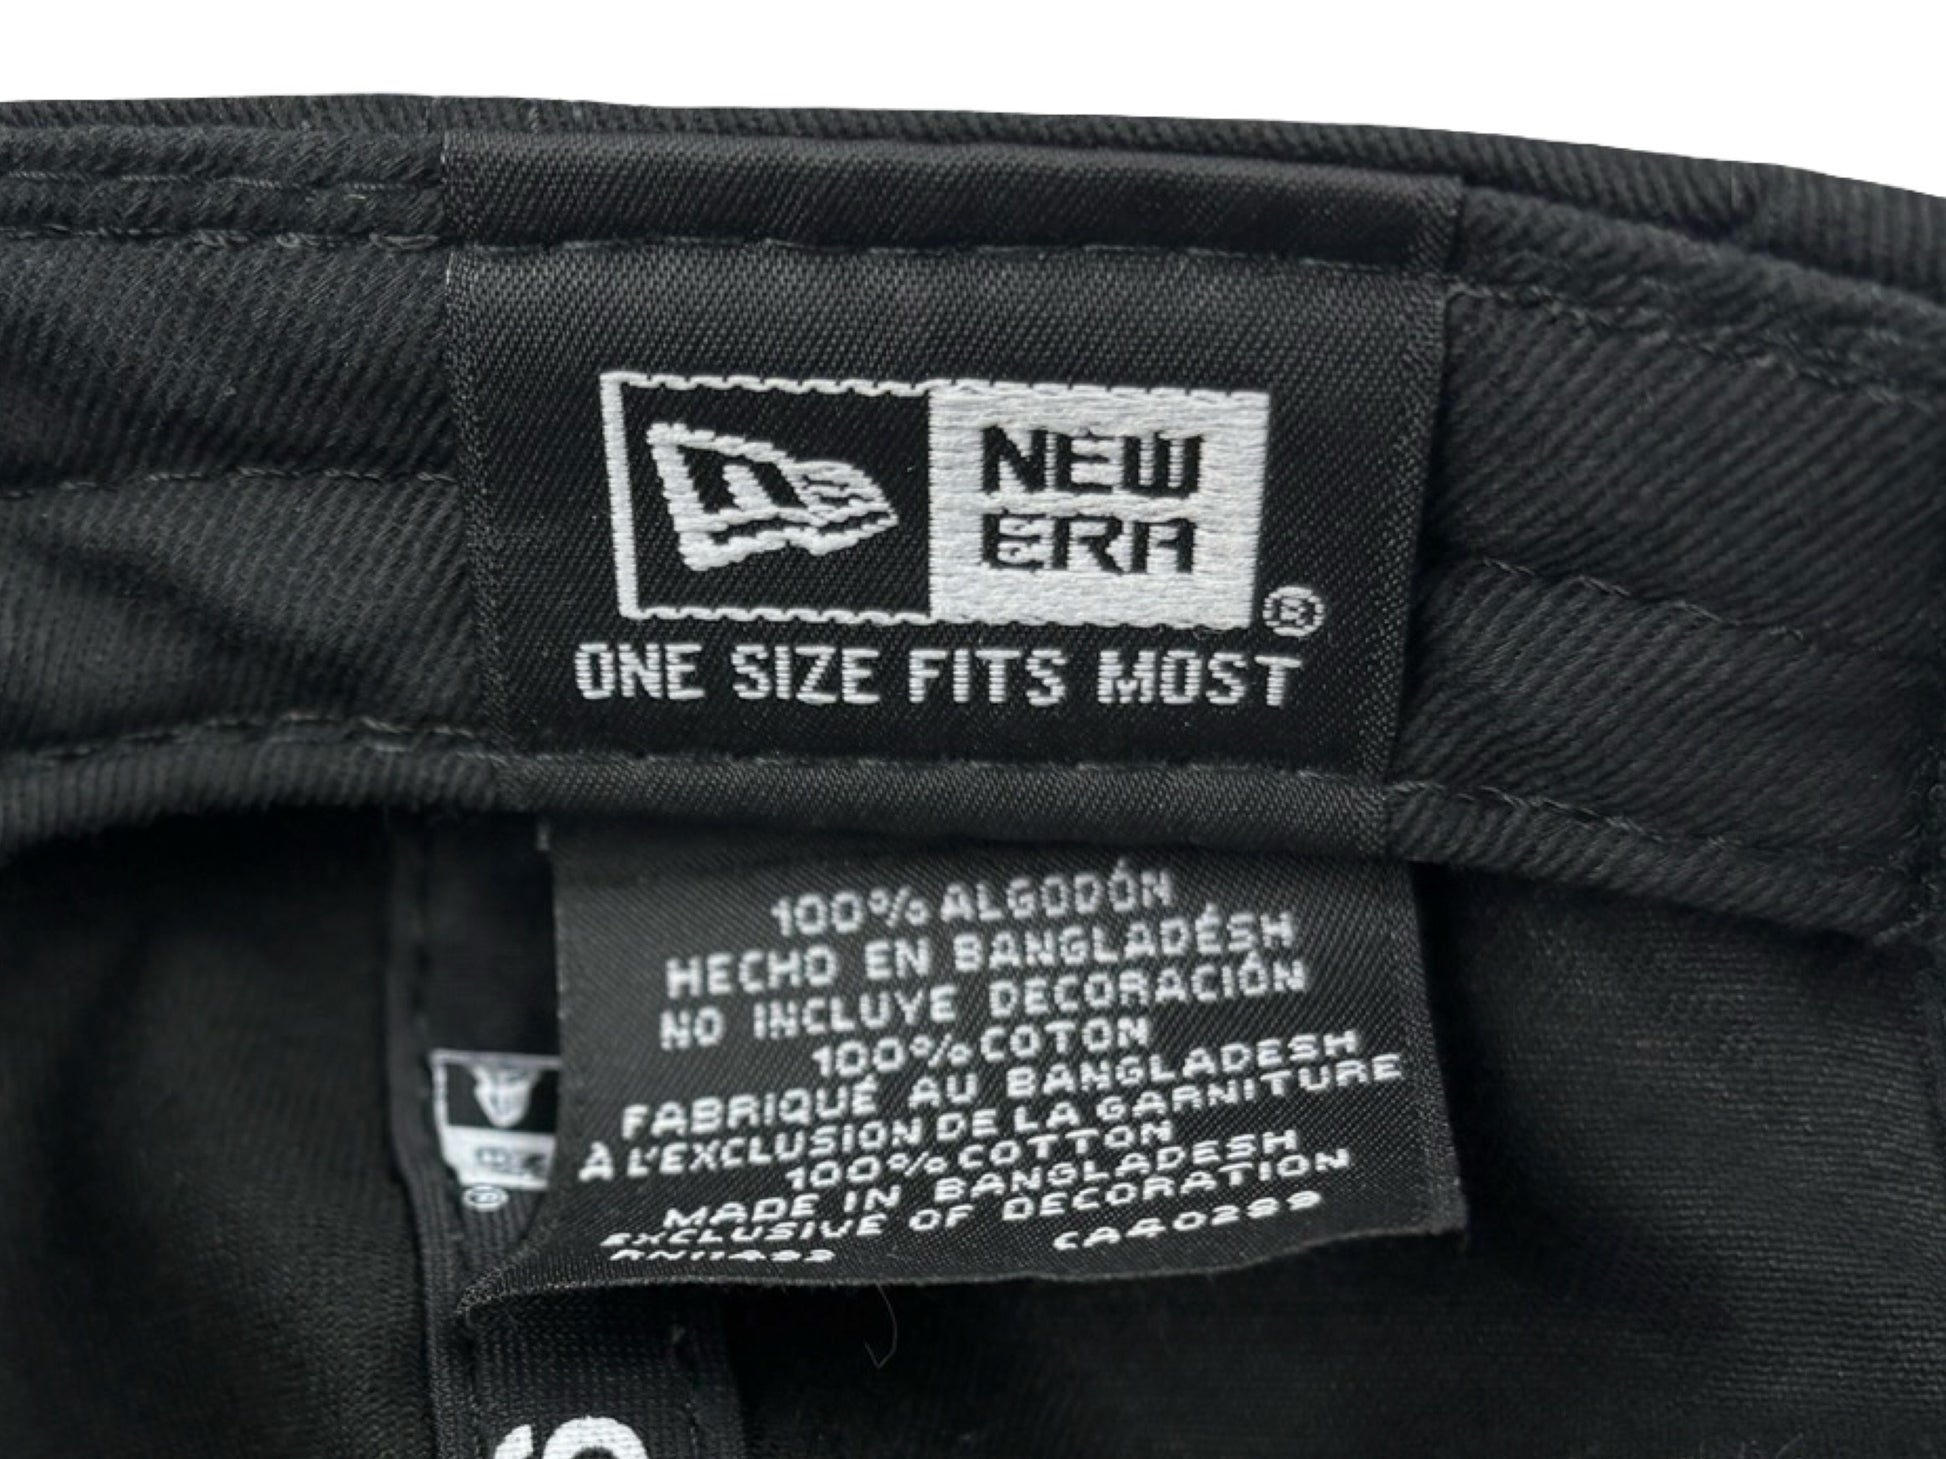 NEW
ERA
®
ONE SIZE FITS MOST
100% ALGODÓN
HECHO EN BANGLADÉSH
NO INCLUYE DECORACIÓN
100% COTON
FABRIQUÉ AU BANGLADESH
À L'EXCLUSION DE LA GARNITURE
100% COTTON
MADE IN BANGLADESH
EXCLUSIVE OF DECORATION
CA40289
®